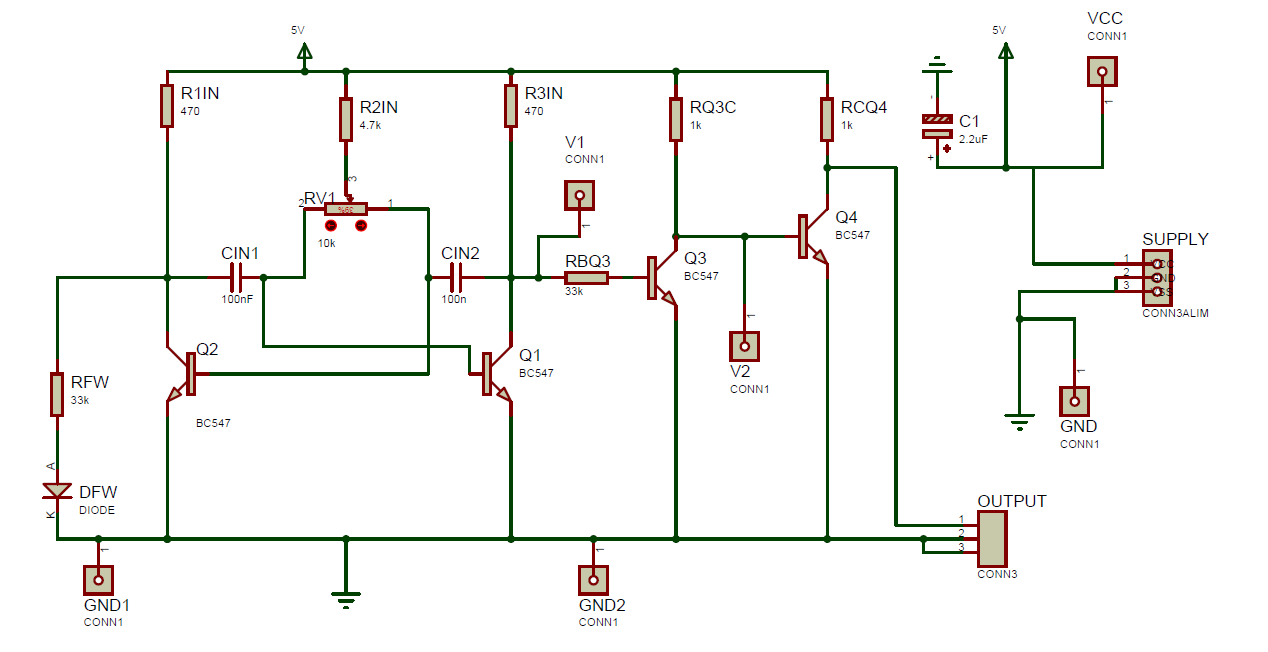 5V
5V
VCC
CONN1
1
R1IN
470
R2IN
4.7k
R3IN
470
RQ3C
1k
RCQ4
1k
-
C1
2.2uF
+
V1
CONN1
1
3
RV1
2
1
10k
CIN1
100nF
CIN2
100n
RBQ3
33k
Q3
BC547
Q4
BC547
SUPPLY
1
2
3
VCC
GND
VSS
CONN3ALIM
Q2
BC547
Q1
BC547
1
V2
CONN1
RFW
33k
1
GND
CONN1
A
DFW
DIODE
K
OUTPUT
1
2
3
CONN3
1
GND1
CONN1
1
GND2
CONN1